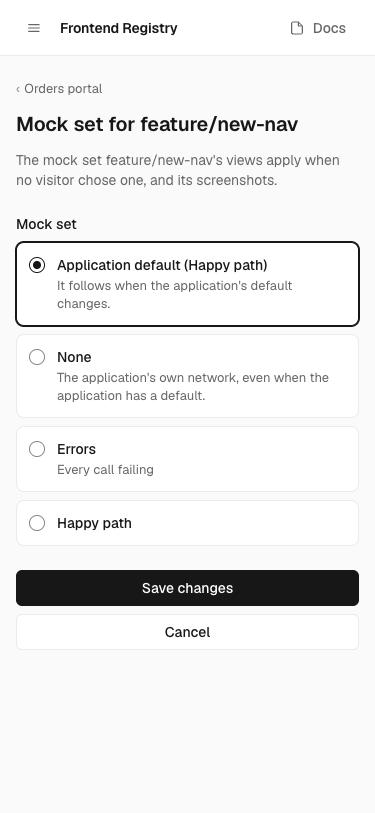 Frontend Registry
Docs
‹ Orders portal
Mock set for feature/new-nav
The mock set feature/new-nav's views apply when
no visitor chose one, and its screenshots.
Mock set
Application default (Happy path)
It follows when the application's default
changes.
None
The application's own network, even when the
application has a default.
Errors
Every call failing
Happy path
Save changes
Cancel